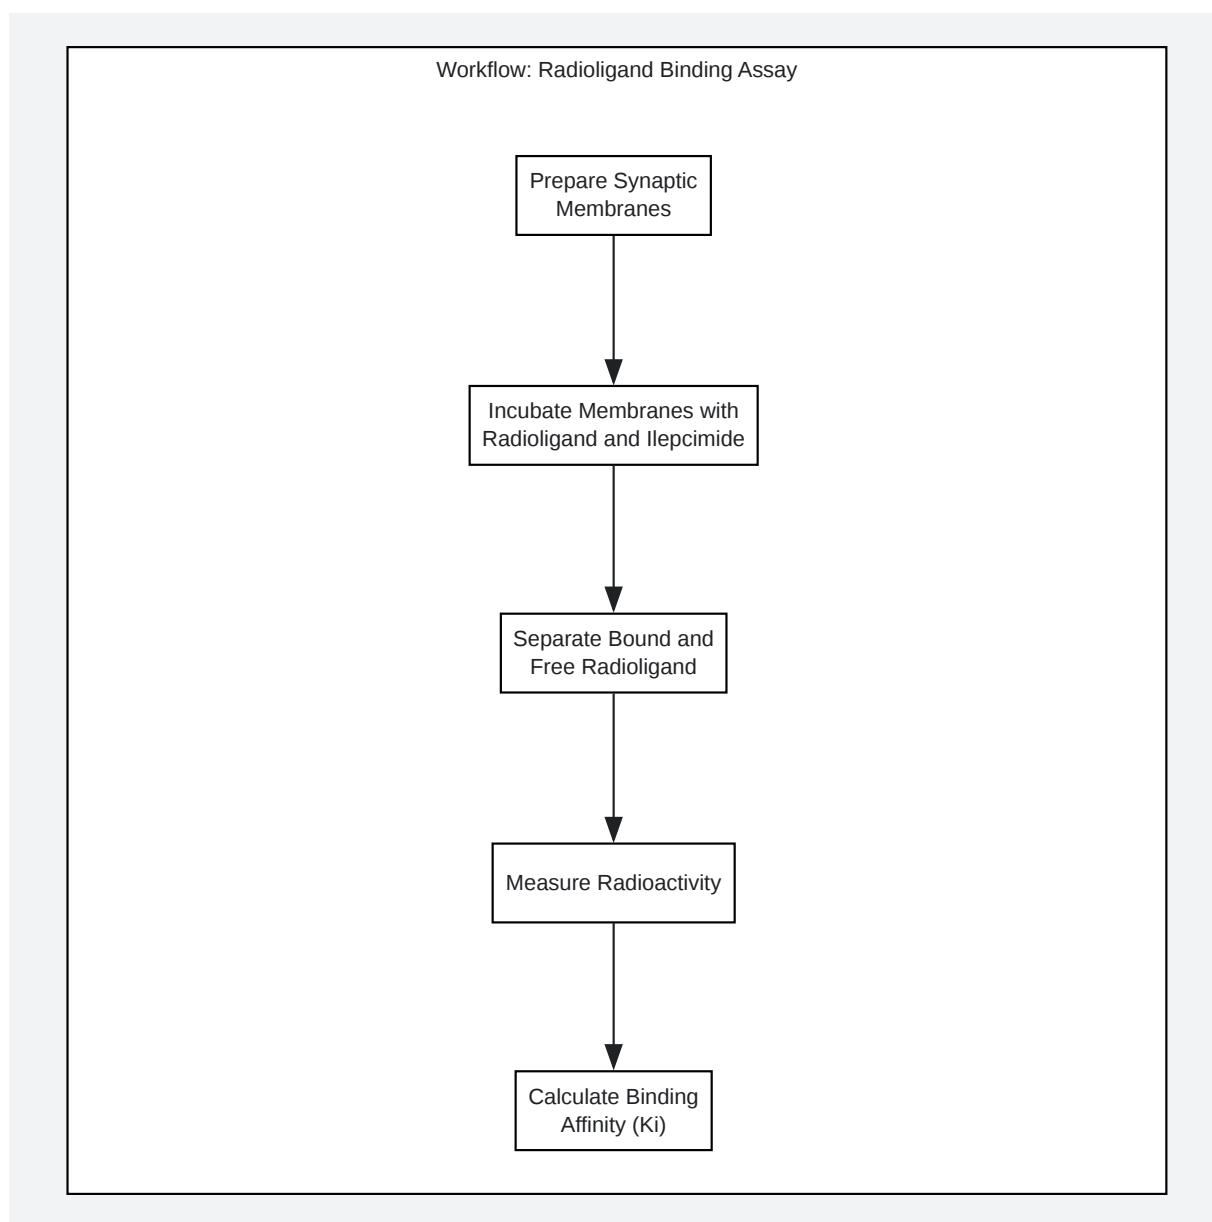 Workflow: Radioligand Binding Assay
Prepare Synaptic
Membranes
Incubate Membranes with
Radioligand and Ilepcimide
Separate Bound and
Free Radioligand
Measure Radioactivity
Calculate Binding
Affinity (Ki)